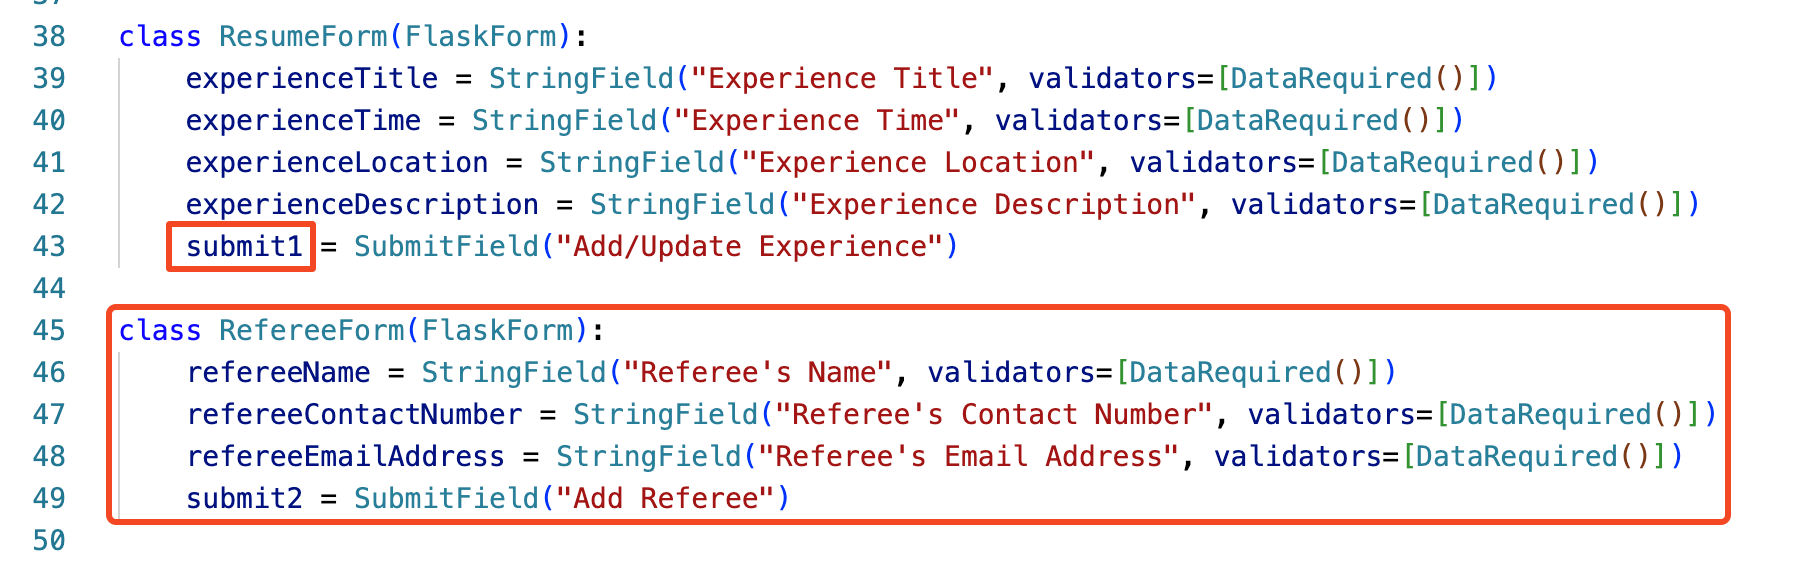 38 class ResumeForm(FlaskForm):
39 experienceTitle = StringField("Experience Title", validators=[DataRequired()])
40 experienceTime = StringField("Experience Time", validators=[DataRequired()])
41 experienceLocation = StringField("Experience Location", validators=[DataRequired()])
42 experienceDescription = StringField("Experience Description", validators=[DataRequired()])
43 submit1 = SubmitField("Add/Update Experience")
44
45 class RefereeForm(FlaskForm):
46 refereeName = StringField("Referee's Name", validators=[DataRequired()])
47 refereeContactNumber = StringField("Referee's Contact Number", validators=[DataRequired()])
48 refereeEmailAddress = StringField("Referee's Email Address", validators=[DataRequired()])
49 submit2 = SubmitField("Add Referee")
50